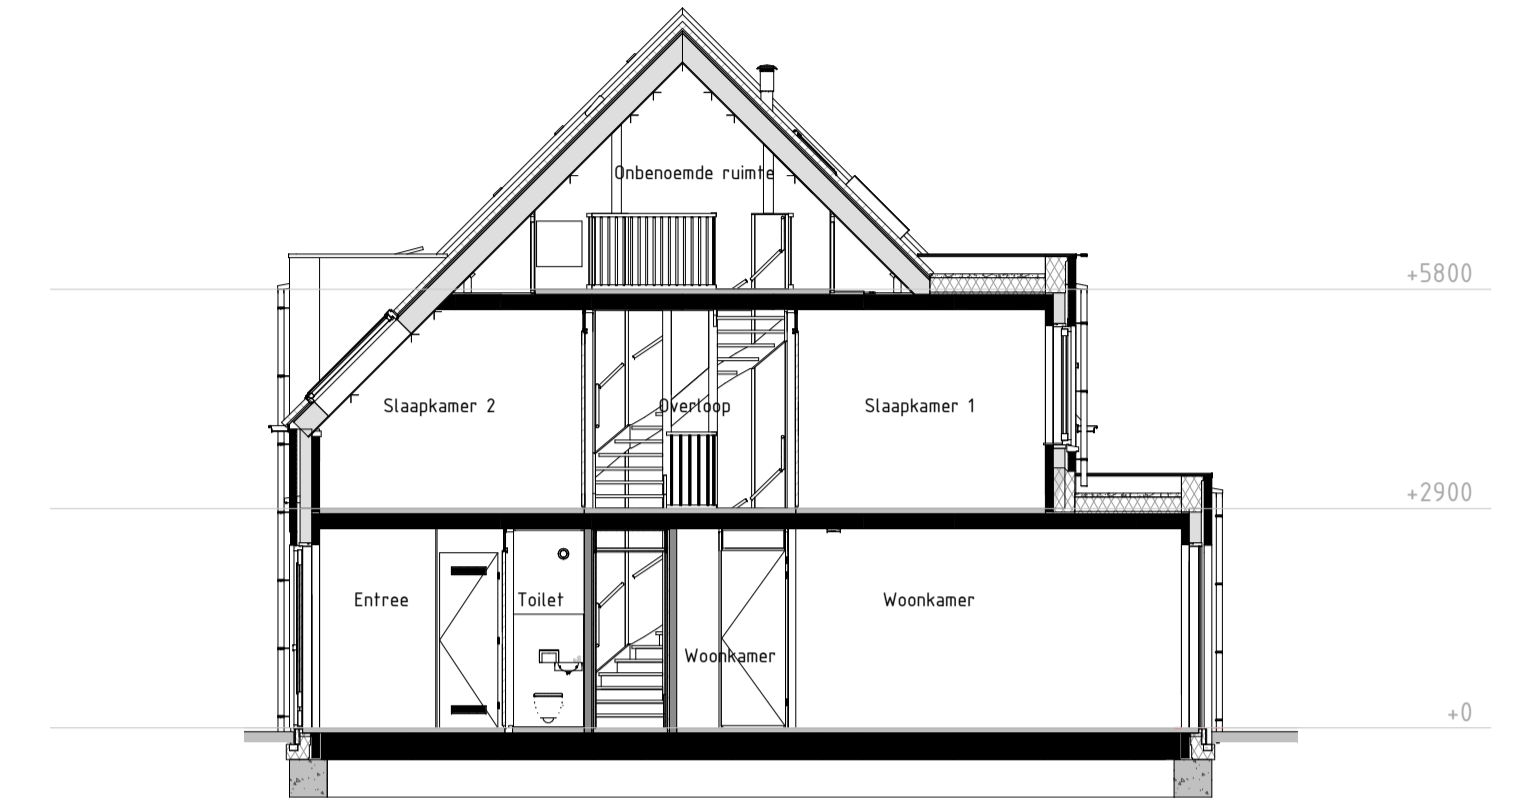 Onbenoemde ruimte
+5800
Slaapkamer 2
Overloop
Slaapkamer 1
+2900
Entree
Toilet
Woonkamer
Woonkamer
+0